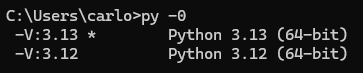 C:\Users\carlo>py -0
-V:3.13 * Python 3.13 (64-bit)
-V:3.12 Python 3.12 (64-bit)